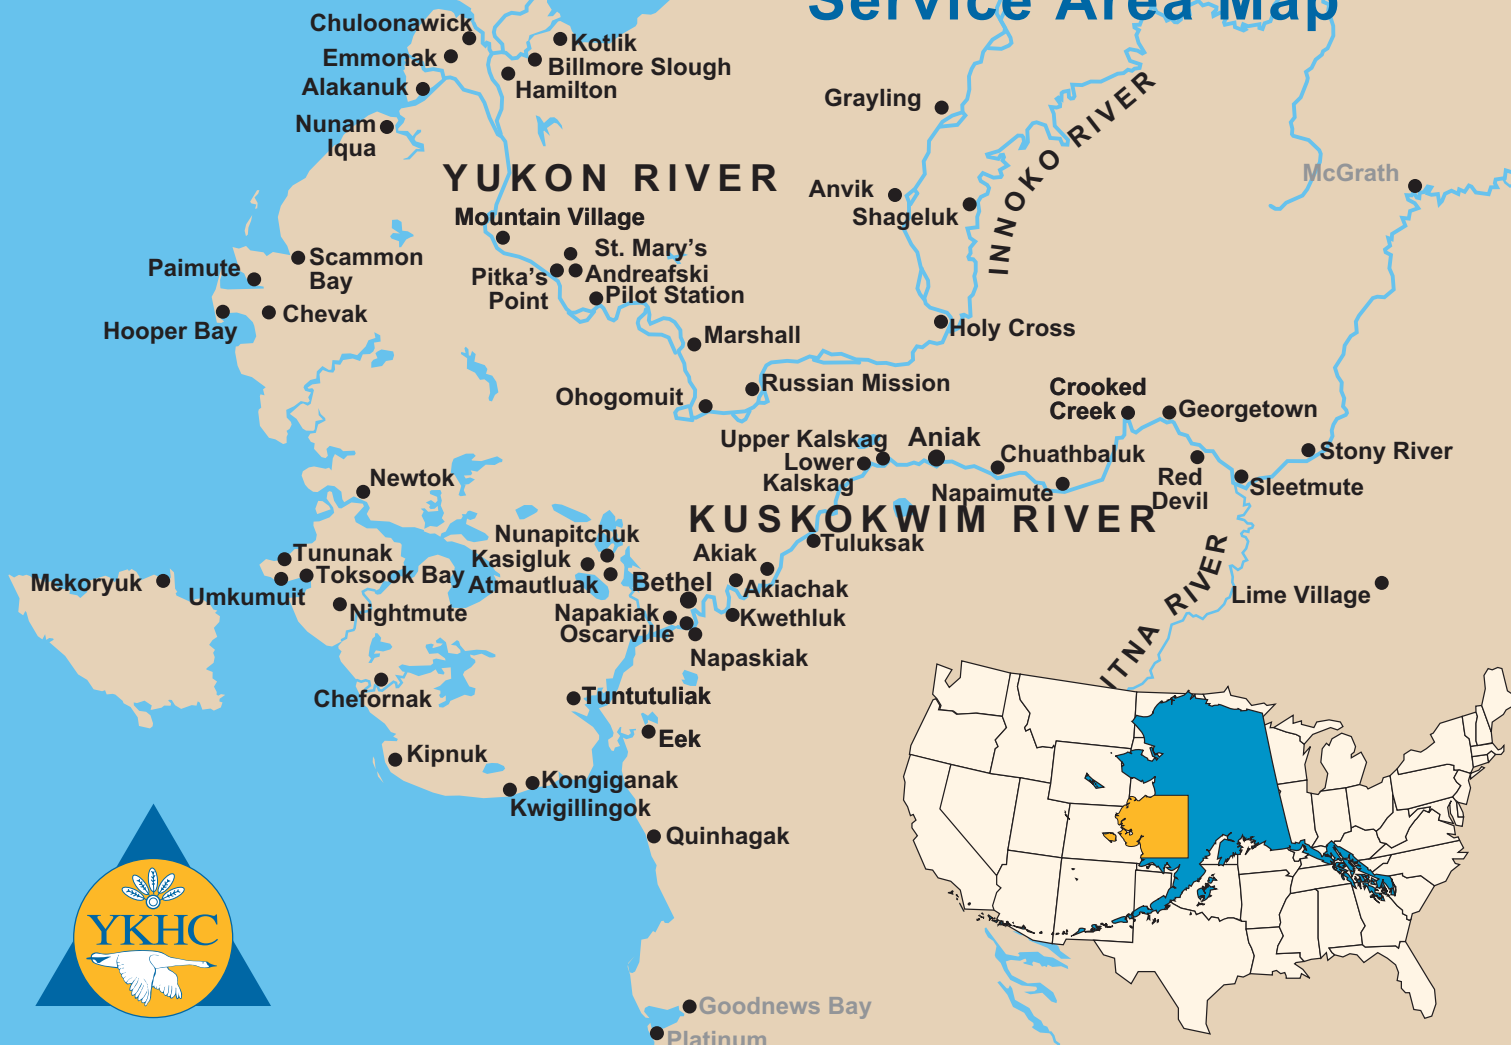 Service Area Map
Chuloonawick
Kotlik
Emmonak
Billmore Slough
Alakanuk
Hamilton
Grayling
Nunam
Iqua
INNOKO RIVER
McGrath
YUKON RIVER
Anvik
Shageluk
Mountain Village
St. Mary's
Scammon
Bay
Paimute
Pitka's
Point
Andreafski
Pilot Station
Chevak
Hooper Bay
Holy Cross
Marshall
Russian Mission
Ohogomuit
Crooked
Creek
Georgetown
Upper Kalskag
Aniak
Lower
Kalskag
Chuathbaluk
Stony River
Newtok
Napaimute
Red
Devil
Sleetmute
KUSKOKWIM RIVER
Nunapitchuk
Tuluksak
Tununak
Kasigluk
Akiak
Toksook Bay
Atmautluak
Bethel
Akiachak
Mekoryuk
Umkumuit
Lime Village
Nightmute
Napakiak
Kwethluk
Oscarville
Napaskiak
ITNA RIVER
Chefornak
Tuntutuliak
Eek
Kipnuk
Kongiganak
Kwigillingok
Quinhagak
YKHC
Goodnews Bay
Platinum